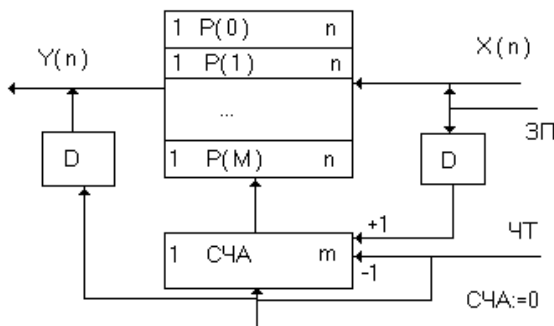 1 P(0) n
Y(n) X(n)
1 P(1) n
...
ЗП
1 P(M) n
D D
+1
ЧТ
1 СЧА m
-1
СЧА:=0